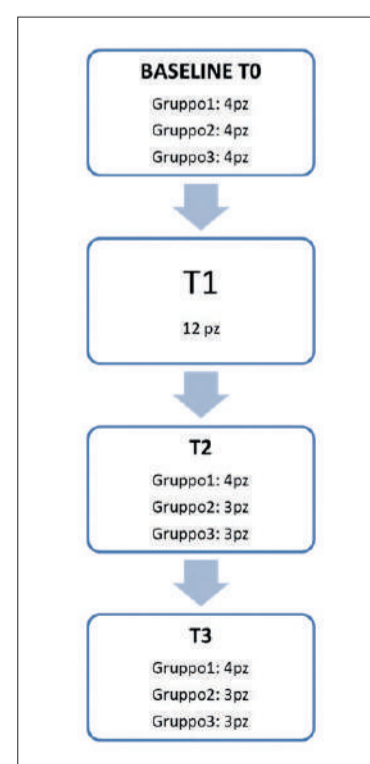 BASELINE T0
Gruppo1: 4pz
Gruppo2: 4pz
Gruppo3: 4pz
T1
12 pz
T2
Gruppo1: 4pz
Gruppo2: 3pz
Gruppo3: 3pz
T3
Gruppo1: 4pz
Gruppo2: 3pz
Gruppo3: 3pz